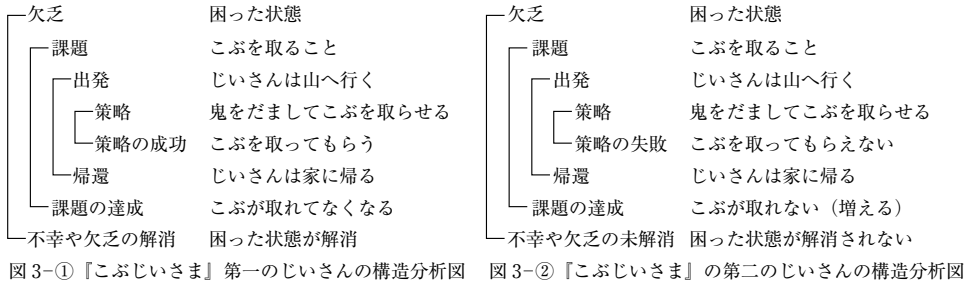 欠乏 困った状態
課題 こぶを取ること
出発 じいさんは山へ行く
策略 鬼をだましてこぶを取らせる
策略の成功 こぶを取ってもらう
帰還 じいさんは家に帰る
課題の達成 こぶが取れてなくなる
不幸や欠乏の解消 困った状態が解消
図 3-①『こぶじいさま』第一のじいさんの構造分析図
欠乏 困った状態
課題 こぶを取ること
出発 じいさんは山へ行く
策略 鬼をだましてこぶを取らせる
策略の失敗 こぶを取ってもらえない
帰還 じいさんは家に帰る
課題の達成 こぶが取れない（増える）
不幸や欠乏の未解消 困った状態が解消されない
図 3-②『こぶじいさま』の第二のじいさんの構造分析図